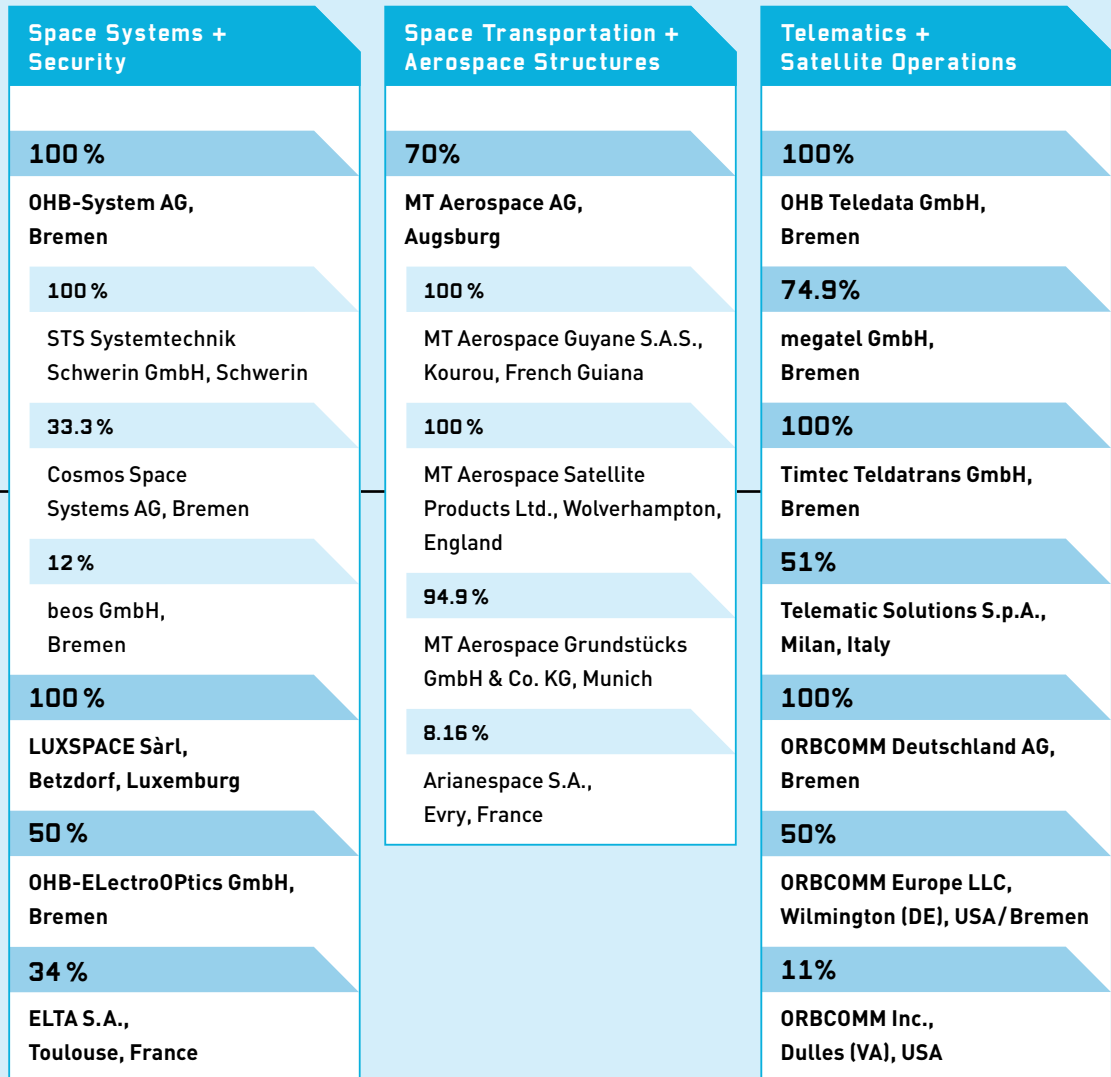 Space Systems +
Security
100 %
OHB-System AG,
Bremen
100 %
STS Systemtechnik
Schwerin GmbH, Schwerin
33.3 %
Cosmos Space
Systems AG, Bremen
12 %
beos GmbH,
Bremen
100 %
LUXSPACE Sàrl,
Betzdorf, Luxemburg
50 %
OHB-ELectroOPtics GmbH,
Bremen
34 %
ELTA S.A.,
Toulouse, France
Space Transportation +
Aerospace Structures
70%
MT Aerospace AG,
Augsburg
100 %
MT Aerospace Guyane S.A.S.,
Kourou, French Guiana
100 %
MT Aerospace Satellite
Products Ltd., Wolverhampton,
England
94.9 %
MT Aerospace Grundstücks
GmbH & Co. KG, Munich
8.16 %
Arianespace S.A.,
Evry, France
Telematics +
Satellite Operations
100%
OHB Teledata GmbH,
Bremen
74.9%
megatel GmbH,
Bremen
100%
Timtec Teldatrans GmbH,
Bremen
51%
Telematic Solutions S.p.A.,
Milan, Italy
100%
ORBCOMM Deutschland AG,
Bremen
50%
ORBCOMM Europe LLC,
Wilmington (DE), USA/Bremen
11%
ORBCOMM Inc.,
Dulles (VA), USA